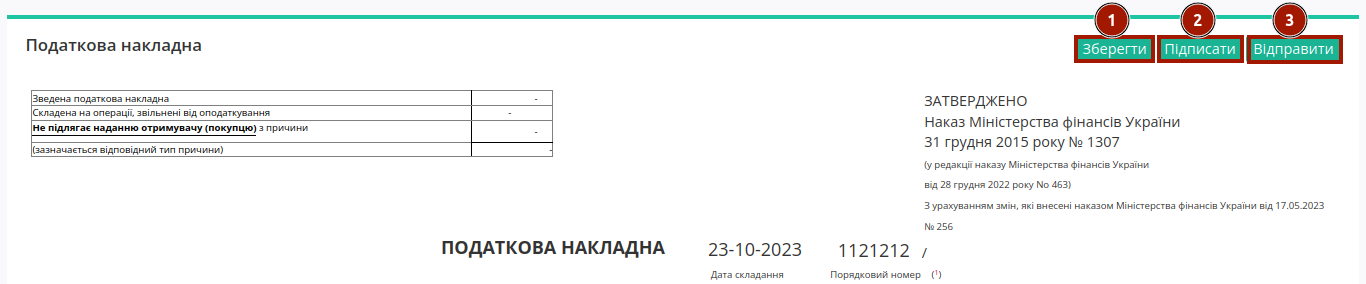 1 2 3
Податкова накладна Зберегти Підписати Відправити
Зведена податкова накладна -
Складена на операції, звільнені від оподаткування -
Не підлягає наданню отримувачу (покупцю) з причини -
(зазначається відповідний тип причини) -
ЗАТВЕРДЖЕНО
Наказ Міністерства фінансів України
31 грудня 2015 року № 1307
(у редакції наказу Міністерства фінансів України
від 28 грудня 2022 року No 463)
З урахуванням змін, які внесені наказом Міністерства фінансів України від 17.05.2023
№ 256
ПОДАТКОВА НАКЛАДНА 23-10-2023 1121212 /
Дата складання Порядковий номер (1)